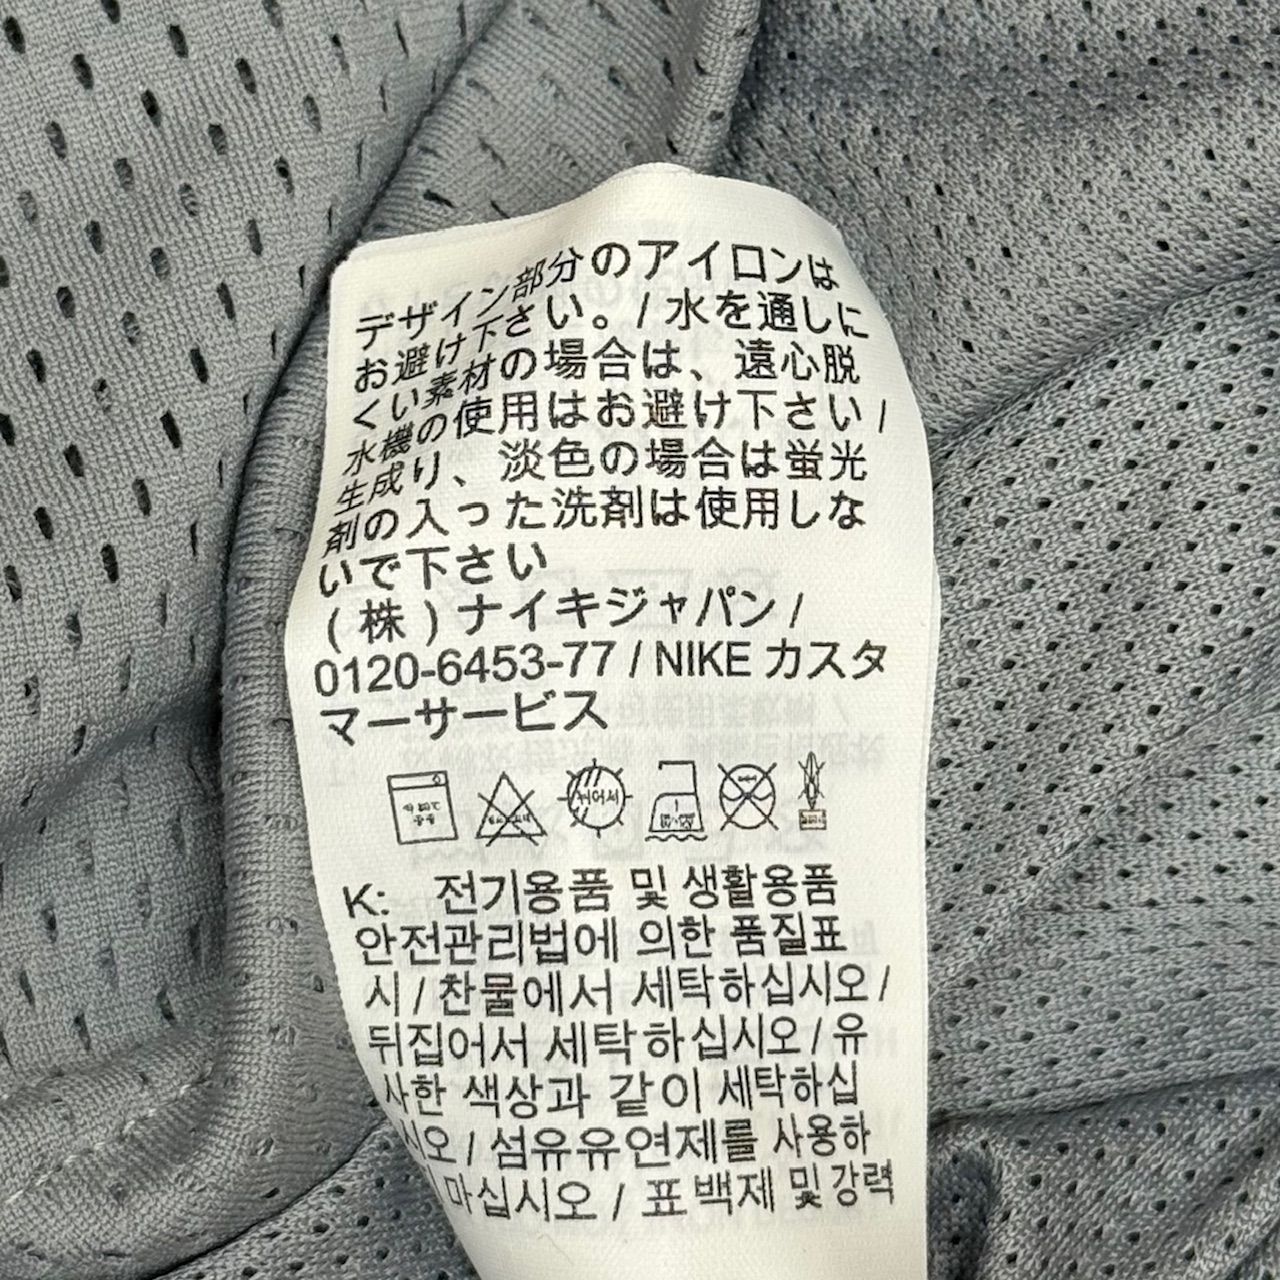 デザイン部分のアイロンは
お避け下さい。/ 水を通しに
くい素材の場合は、遠心脱
水機の使用はお避け下さい /
生成り、淡色の場合は蛍光
剤の入った洗剤は使用しな
いで下さい
( 株 ) ナイキジャパン /
0120-6453-77 / NIKE カスタ
マーサービス
뒤어서
K: 전기용품 및 생활용품
안전관리법에 의한 품질표
시 / 찬물에서 세탁하십시오 /
뒤집어서 세탁하십시오 / 유
사한 색상과 같이 세탁하십
시오 / 섬유유연제를 사용하
마십시오 / 표백제 및 강력